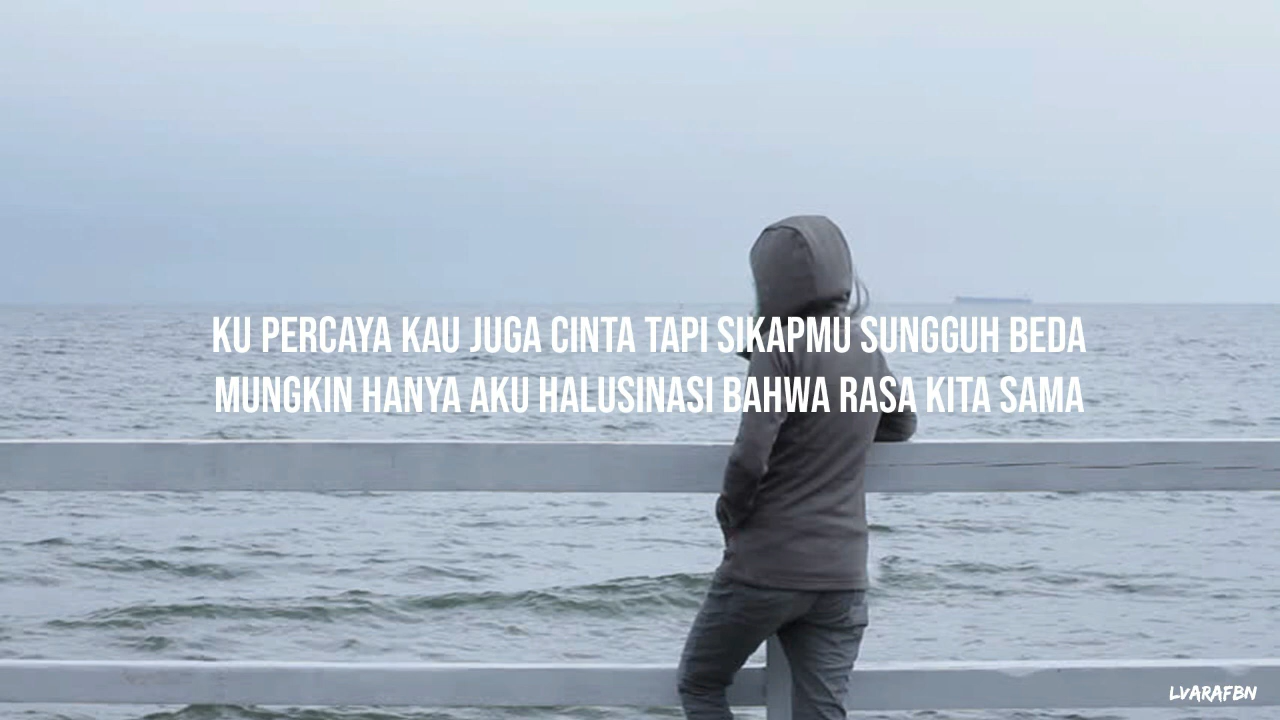 KU PERCAYA KAU JUGA CINTA TAPI SIKAPMU SUNGGUH BEDA
MUNGKIN HANYA AKU HALUSINASI BAHWA RASA KITA SAMA
LVARAFBN